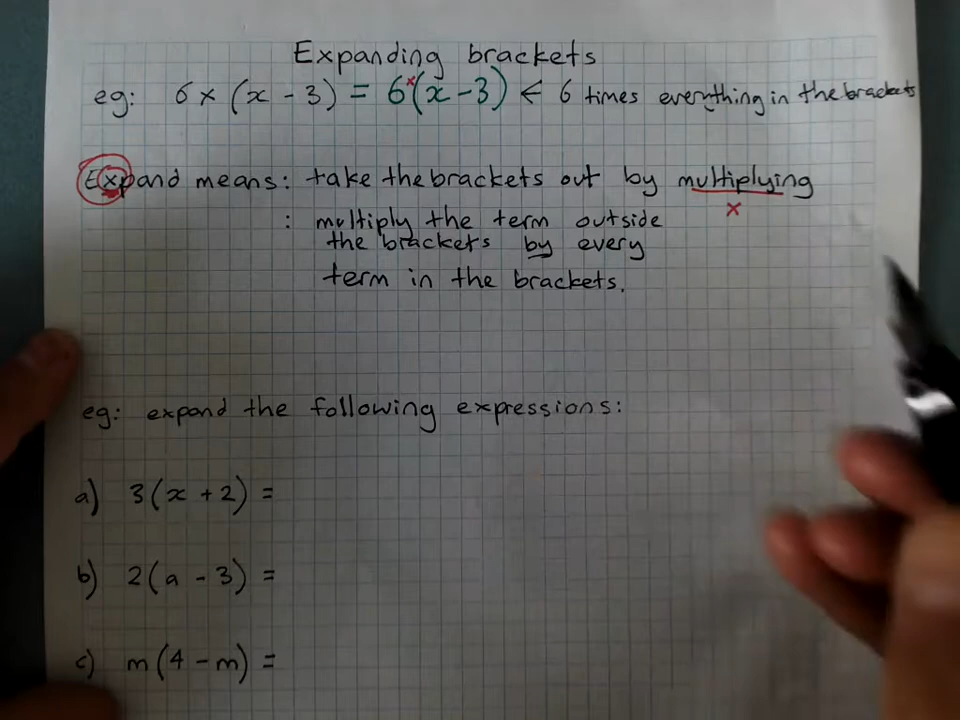 Expanding brackets
eg: 6 × (x - 3) = 6×(x - 3) ← 6 times everything in the brackets
Expand means: take the brackets out by multiplying
×
: multiply the term outside
the brackets by every
term in the brackets.
eg: expand the following expressions:
a) 3(x + 2) =
b) 2(a - 3) =
c) m(4 - m) =